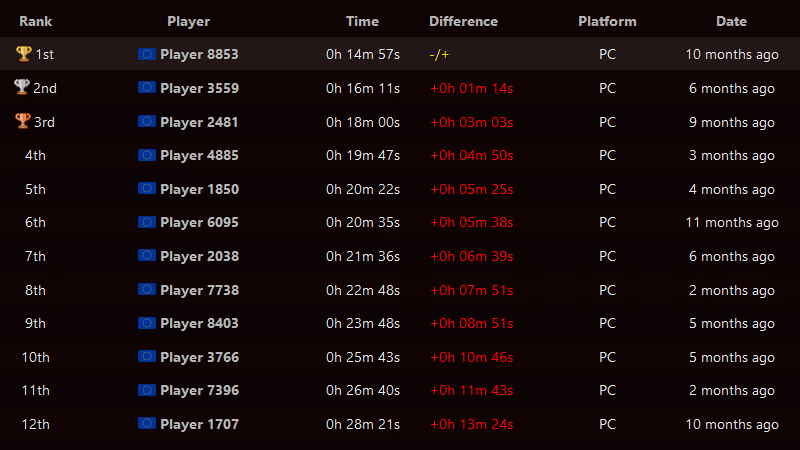 Rank Player Time Difference Platform Date
1st Player 8853 0h 14m 57s -/+ PC 10 months ago
2nd Player 3559 0h 16m 11s +0h 01m 14s PC 6 months ago
3rd Player 2481 0h 18m 00s +0h 03m 03s PC 9 months ago
4th Player 4885 0h 19m 47s +0h 04m 50s PC 3 months ago
5th Player 1850 0h 20m 22s +0h 05m 25s PC 4 months ago
6th Player 6095 0h 20m 35s +0h 05m 38s PC 11 months ago
7th Player 2038 0h 21m 36s +0h 06m 39s PC 6 months ago
8th Player 7738 0h 22m 48s +0h 07m 51s PC 2 months ago
9th Player 8403 0h 23m 48s +0h 08m 51s PC 5 months ago
10th Player 3766 0h 25m 43s +0h 10m 46s PC 5 months ago
11th Player 7396 0h 26m 40s +0h 11m 43s PC 2 months ago
12th Player 1707 0h 28m 21s +0h 13m 24s PC 10 months ago